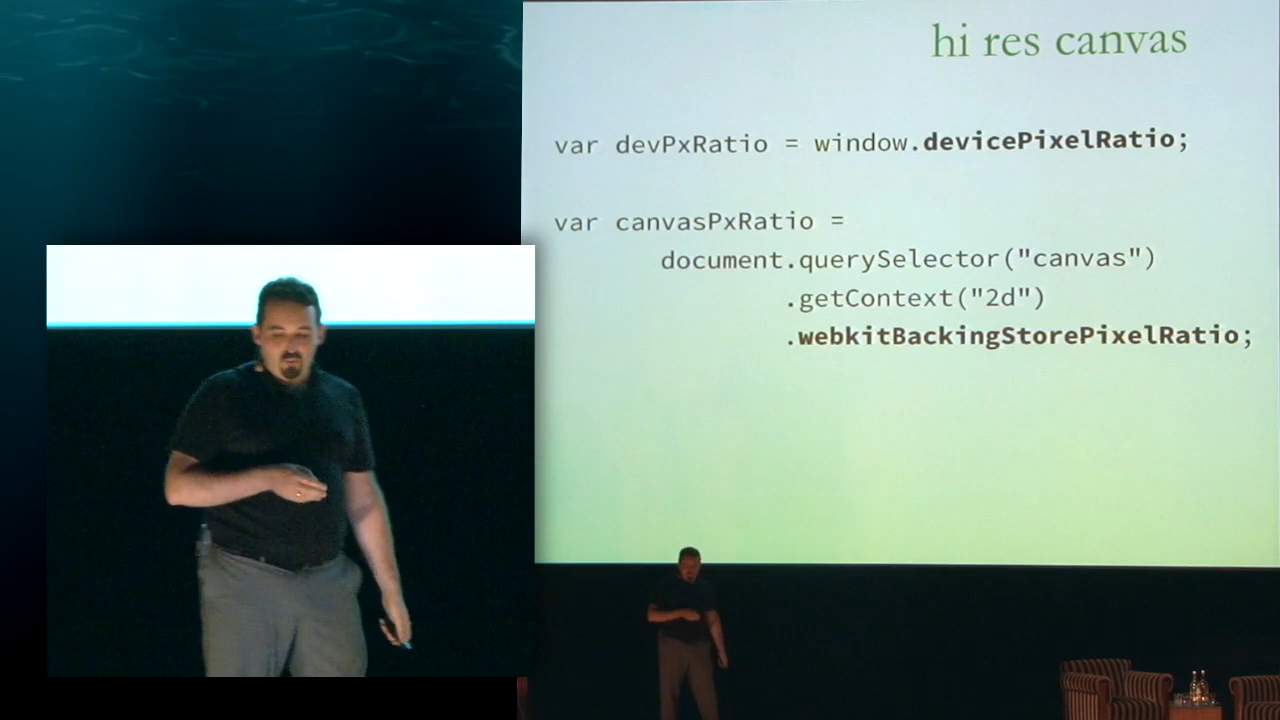 hi res canvas
var devPxRatio = window.devicePixelRatio;
var canvasPxRatio =
document.querySelector("canvas")
.getContext("2d")
.webkitBackingStorePixelRatio;